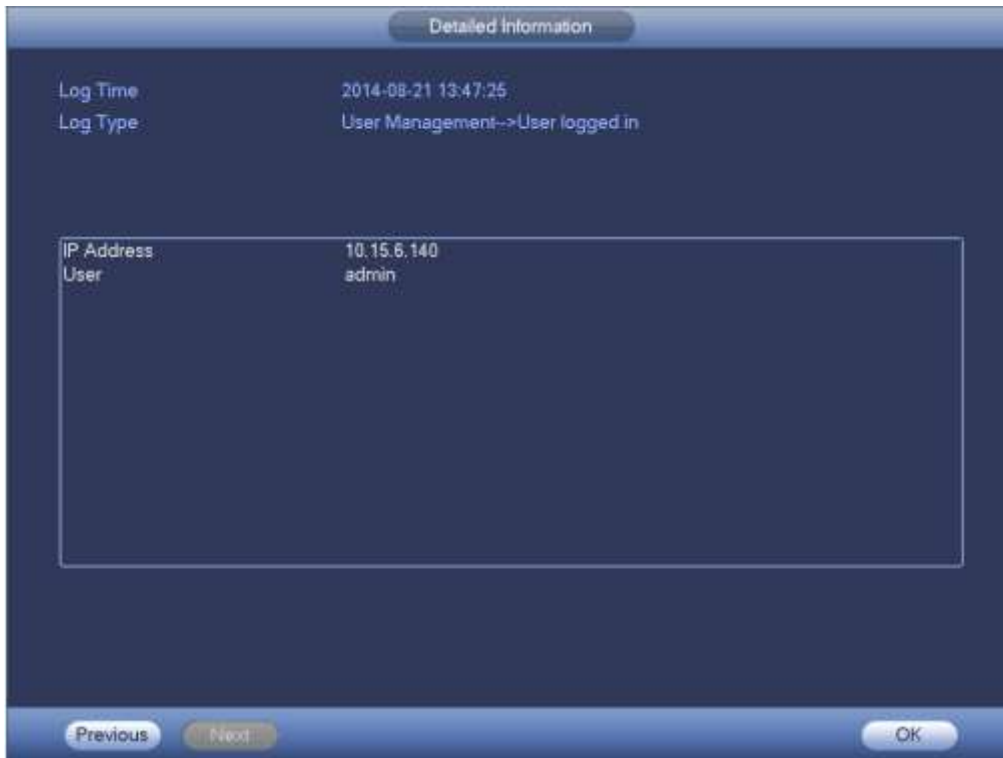 Detailed Information
Log Time 2014-08-21 13:47:25
Log Type User Management-->User logged in
IP Address 10.15.6.140
User admin
Previous Next OK